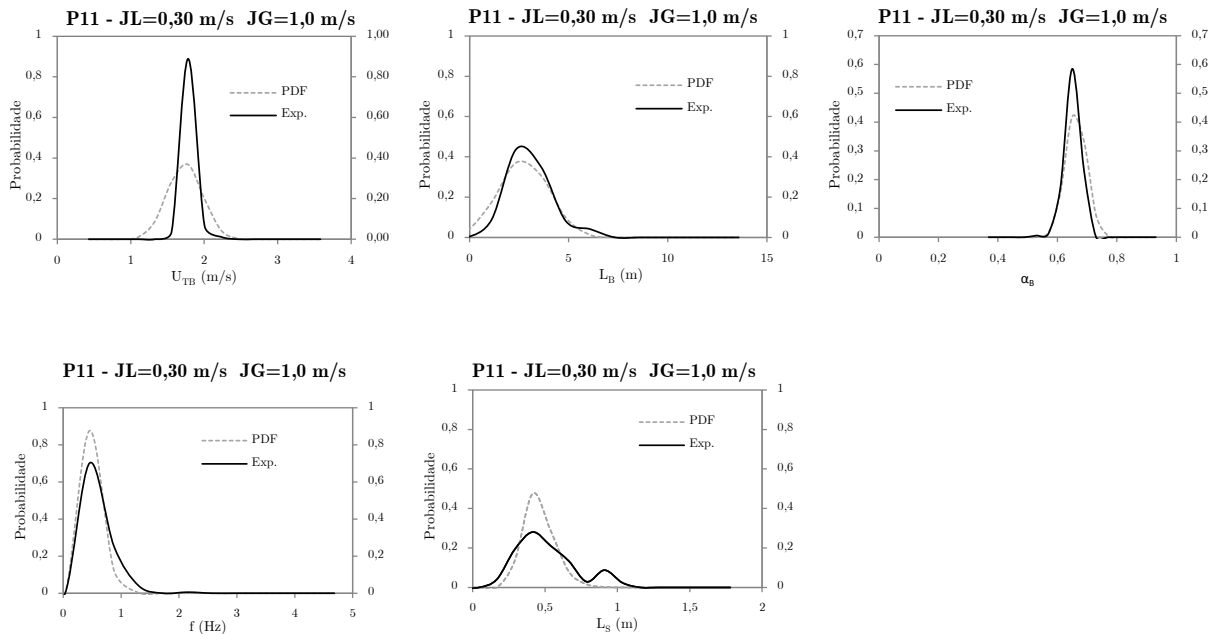 P11 - JL=0,30 m/s JG=1,0 m/s
1 1,00
0,8 0,80
0,6 0,60
0,4 0,40
0,2 0,20
0 0,00
0 1 2 3 4
Probabilidade
U_TB (m/s)
PDF
Exp.
P11 - JL=0,30 m/s JG=1,0 m/s
1 1
0,8 0,8
0,6 0,6
0,4 0,4
0,2 0,2
0 0
0 5 10 15
Probabilidade
L_B (m)
PDF
Exp.
P11 - JL=0,30 m/s JG=1,0 m/s
0,7 0,7
0,6 0,6
0,5 0,5
0,4 0,4
0,3 0,3
0,2 0,2
0,1 0,1
0 0
0 0,2 0,4 0,6 0,8 1
Probabilidade
α_B
PDF
Exp.
P11 - JL=0,30 m/s JG=1,0 m/s
1 1
0,8 0,8
0,6 0,6
0,4 0,4
0,2 0,2
0 0
0 1 2 3 4 5
Probabilidade
f (Hz)
PDF
Exp.
P11 - JL=0,30 m/s JG=1,0 m/s
1 1
0,8 0,8
0,6 0,6
0,4 0,4
0,2 0,2
0 0
0 0,5 1 1,5 2
Probabilidade
L_S (m)
PDF
Exp.